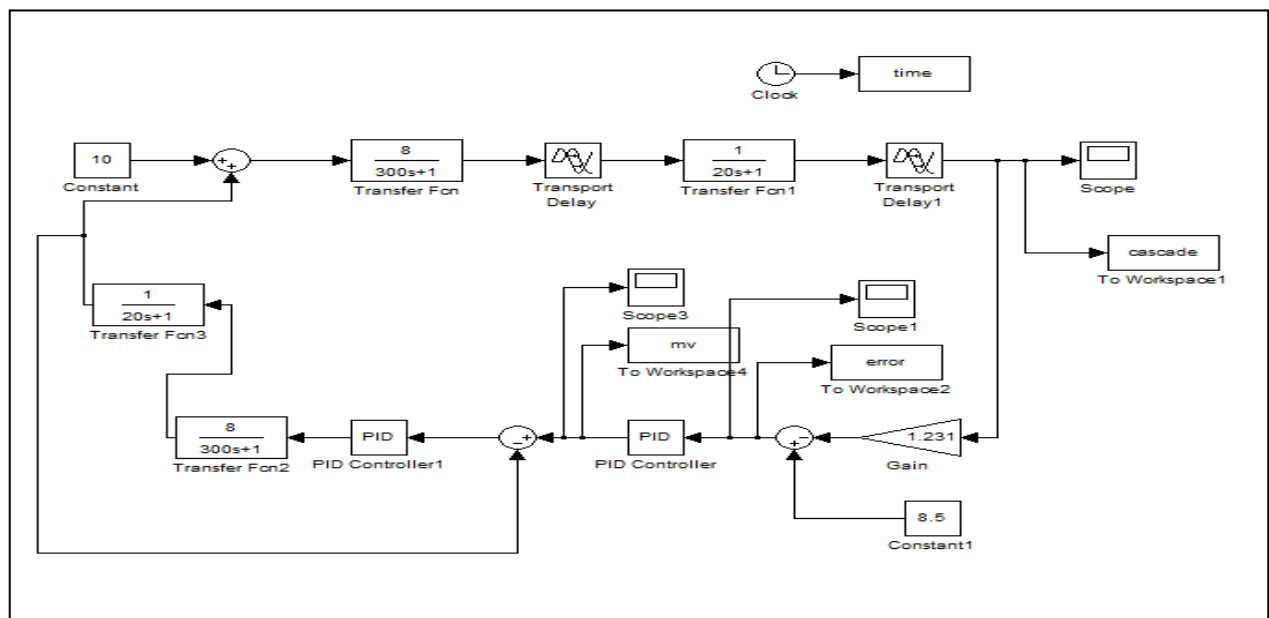 time
Clock
10
Constant
+
+
8
300s+1
Transfer Fcn
Transport
Delay
1
20s+1
Transfer Fcn1
Transport
Delay1
Scope
cascade
To Workspace1
1
20s+1
Transfer Fcn3
Scope3
mv
To Workspace4
Scope1
error
To Workspace2
8
300s+1
Transfer Fcn2
PID
PID Controller1
+
−
PID
PID Controller
−
+
1.231
Gain
8.5
Constant1